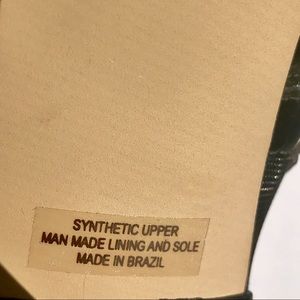 SYNTHETIC UPPER
MAN MADE LINING AND SOLE
MADE IN BRAZIL